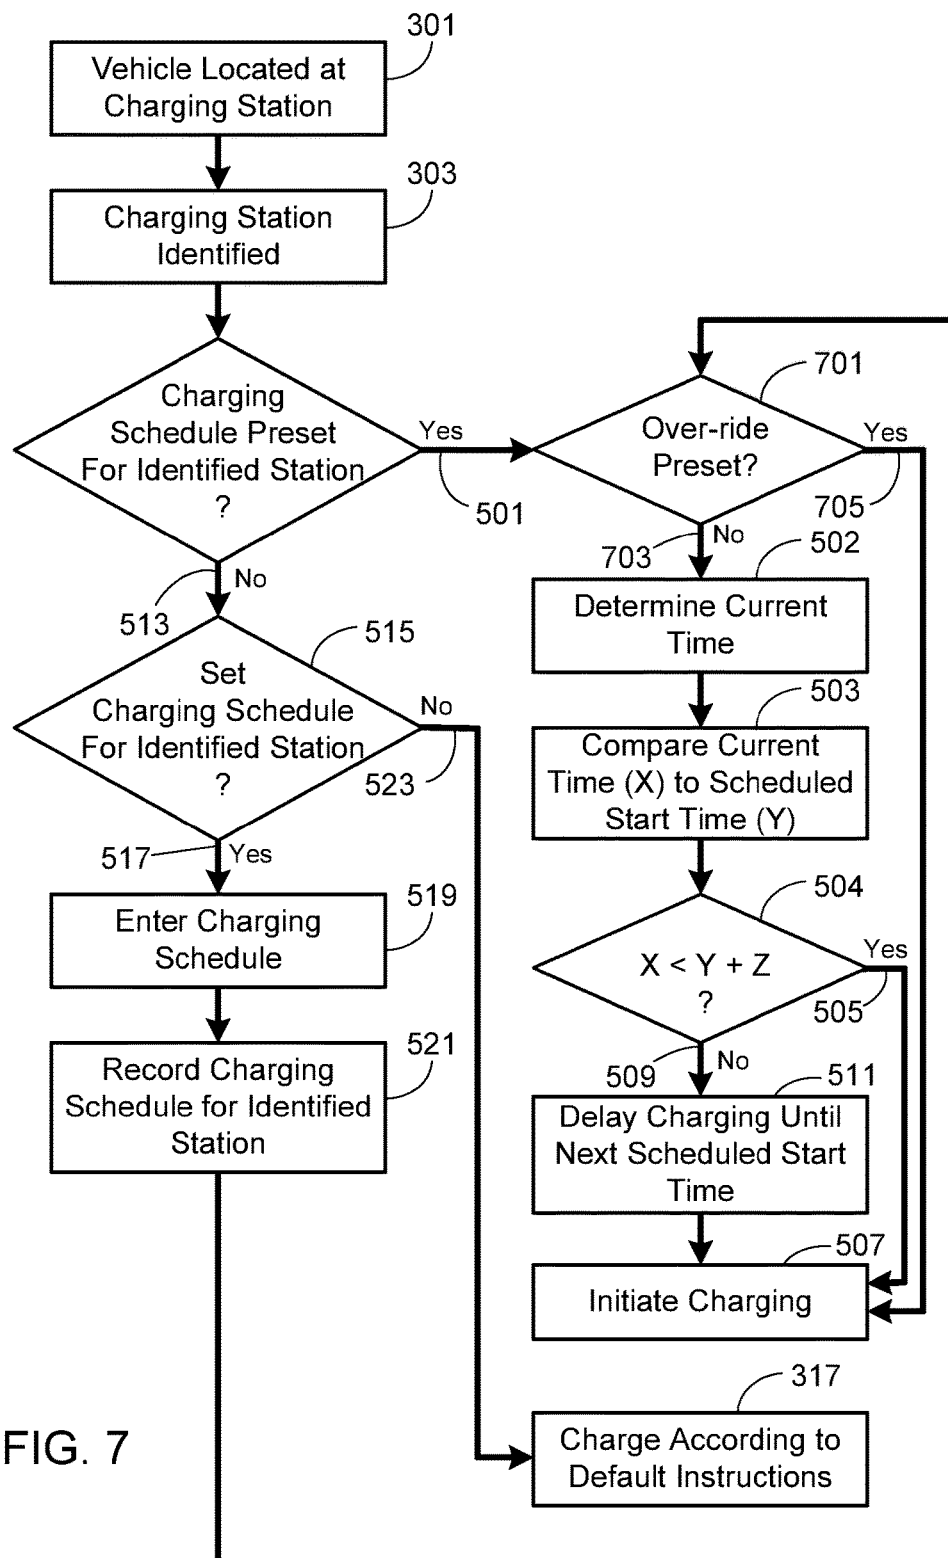 301
Vehicle Located at
Charging Station
303
Charging Station
Identified
Charging
Schedule Preset
For Identified Station
?
Yes
501
No
513
701
Over-ride
Preset?
Yes
705
No
703
502
Determine Current
Time
503
Compare Current
Time (X) to Scheduled
Start Time (Y)
504
X < Y + Z
?
Yes
505
No
509
511
Delay Charging Until
Next Scheduled Start
Time
507
Initiate Charging
515
Set
Charging Schedule
For Identified Station
?
No
523
517
Yes
519
Enter Charging
Schedule
521
Record Charging
Schedule for Identified
Station
317
Charge According to
Default Instructions
FIG. 7